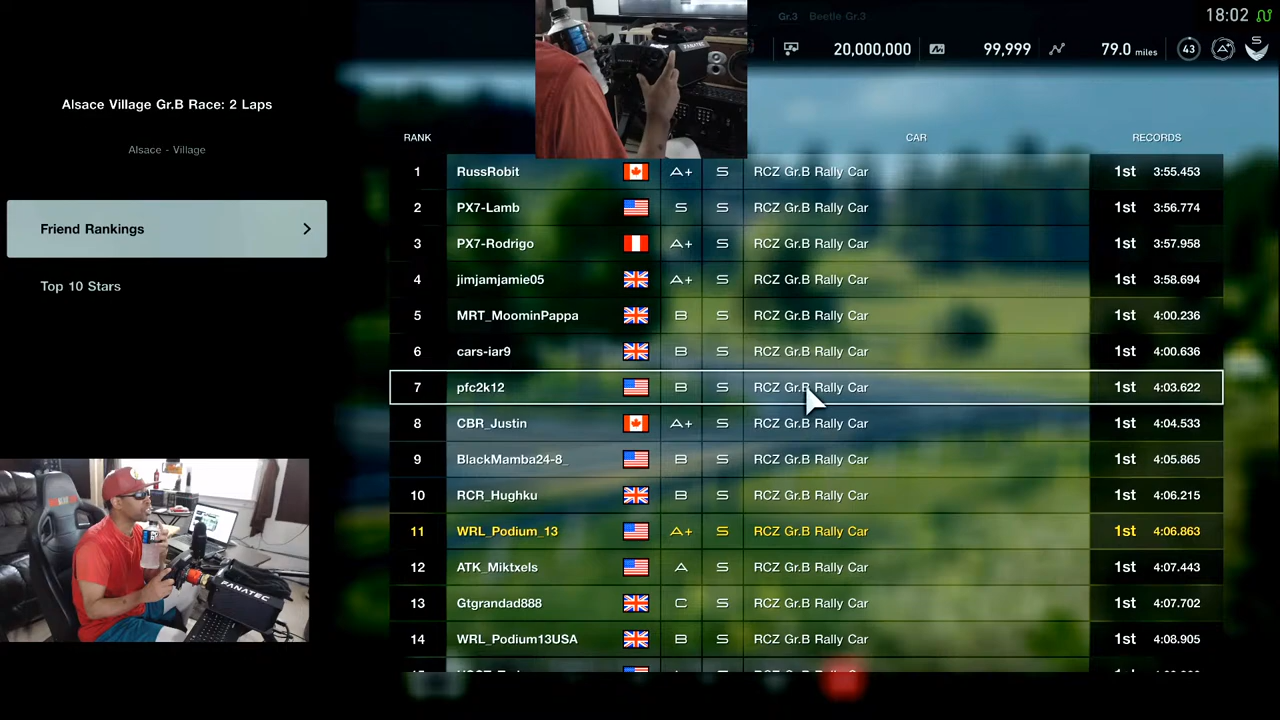 Gr.3 Beetle Gr.3
18:02
20,000,000 99,999 79.0 miles 43 A+ S
Alsace Village Gr.B Race: 2 Laps
Alsace - Village
Friend Rankings
Top 10 Stars
RANK CAR RECORDS
1 RussRobit A+ S RCZ Gr.B Rally Car 1st 3:55.453
2 PX7-Lamb S S RCZ Gr.B Rally Car 1st 3:56.774
3 PX7-Rodrigo A+ S RCZ Gr.B Rally Car 1st 3:57.958
4 jimjamjamie05 A+ S RCZ Gr.B Rally Car 1st 3:58.694
5 MRT_MoominPappa B S RCZ Gr.B Rally Car 1st 4:00.236
6 cars-iar9 B S RCZ Gr.B Rally Car 1st 4:00.636
7 pfc2k12 B S RCZ Gr.B Rally Car 1st 4:03.622
8 CBR_Justin A+ S RCZ Gr.B Rally Car 1st 4:04.533
9 BlackMamba24-8_ B S RCZ Gr.B Rally Car 1st 4:05.865
10 RCR_Hughku B S RCZ Gr.B Rally Car 1st 4:06.215
11 WRL_Podium_13 A+ S RCZ Gr.B Rally Car 1st 4:06.863
12 ATK_Miktxels A S RCZ Gr.B Rally Car 1st 4:07.443
13 Gtgrandad888 C S RCZ Gr.B Rally Car 1st 4:07.702
14 WRL_Podium13USA B S RCZ Gr.B Rally Car 1st 4:08.905
FANATEC
FANATEC